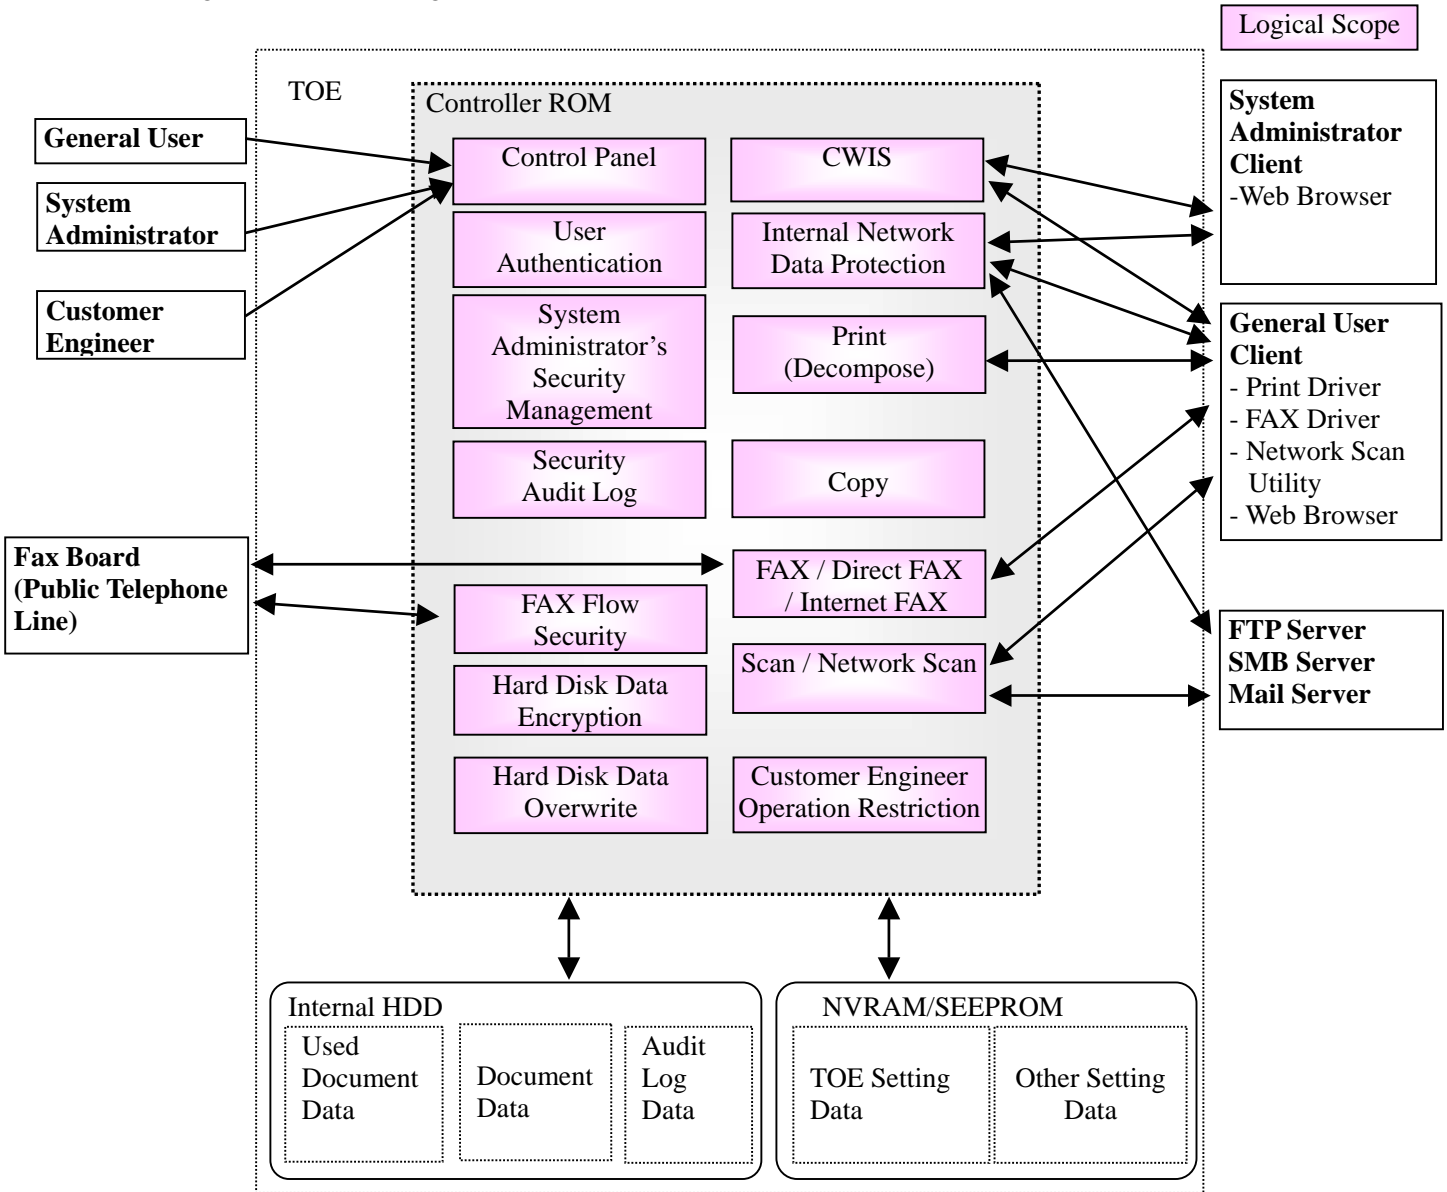 Logical Scope
TOE
Controller ROM
General User
System
Administrator
Customer
Engineer
Fax Board
(Public Telephone
Line)
Control Panel
User
Authentication
System
Administrator’s
Security
Management
Security
Audit Log
FAX Flow
Security
Hard Disk Data
Encryption
Hard Disk Data
Overwrite
CWIS
Internal Network
Data Protection
Print
(Decompose)
Copy
FAX / Direct FAX
/ Internet FAX
Scan / Network Scan
Customer Engineer
Operation Restriction
System
Administrator
Client
-Web Browser
General User
Client
- Print Driver
- FAX Driver
- Network Scan
Utility
- Web Browser
FTP Server
SMB Server
Mail Server
Internal HDD
Used
Document
Data
Document
Data
Audit
Log
Data
NVRAM/SEEPROM
TOE Setting
Data
Other Setting
Data